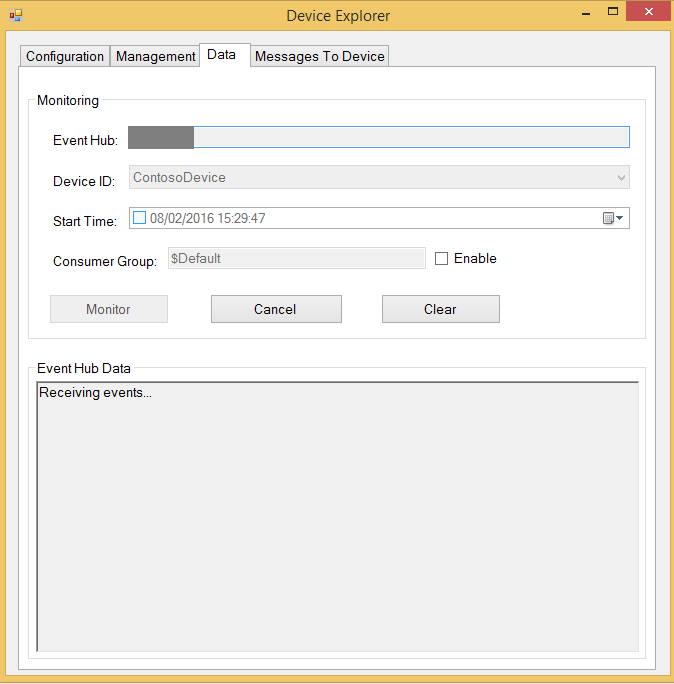 Device Explorer
Configuration Management Data Messages To Device
Monitoring
Event Hub:
Device ID: ContosoDevice
Start Time: 08/02/2016 15:29:47
Consumer Group: $Default Enable
Monitor Cancel Clear
Event Hub Data
Receiving events...